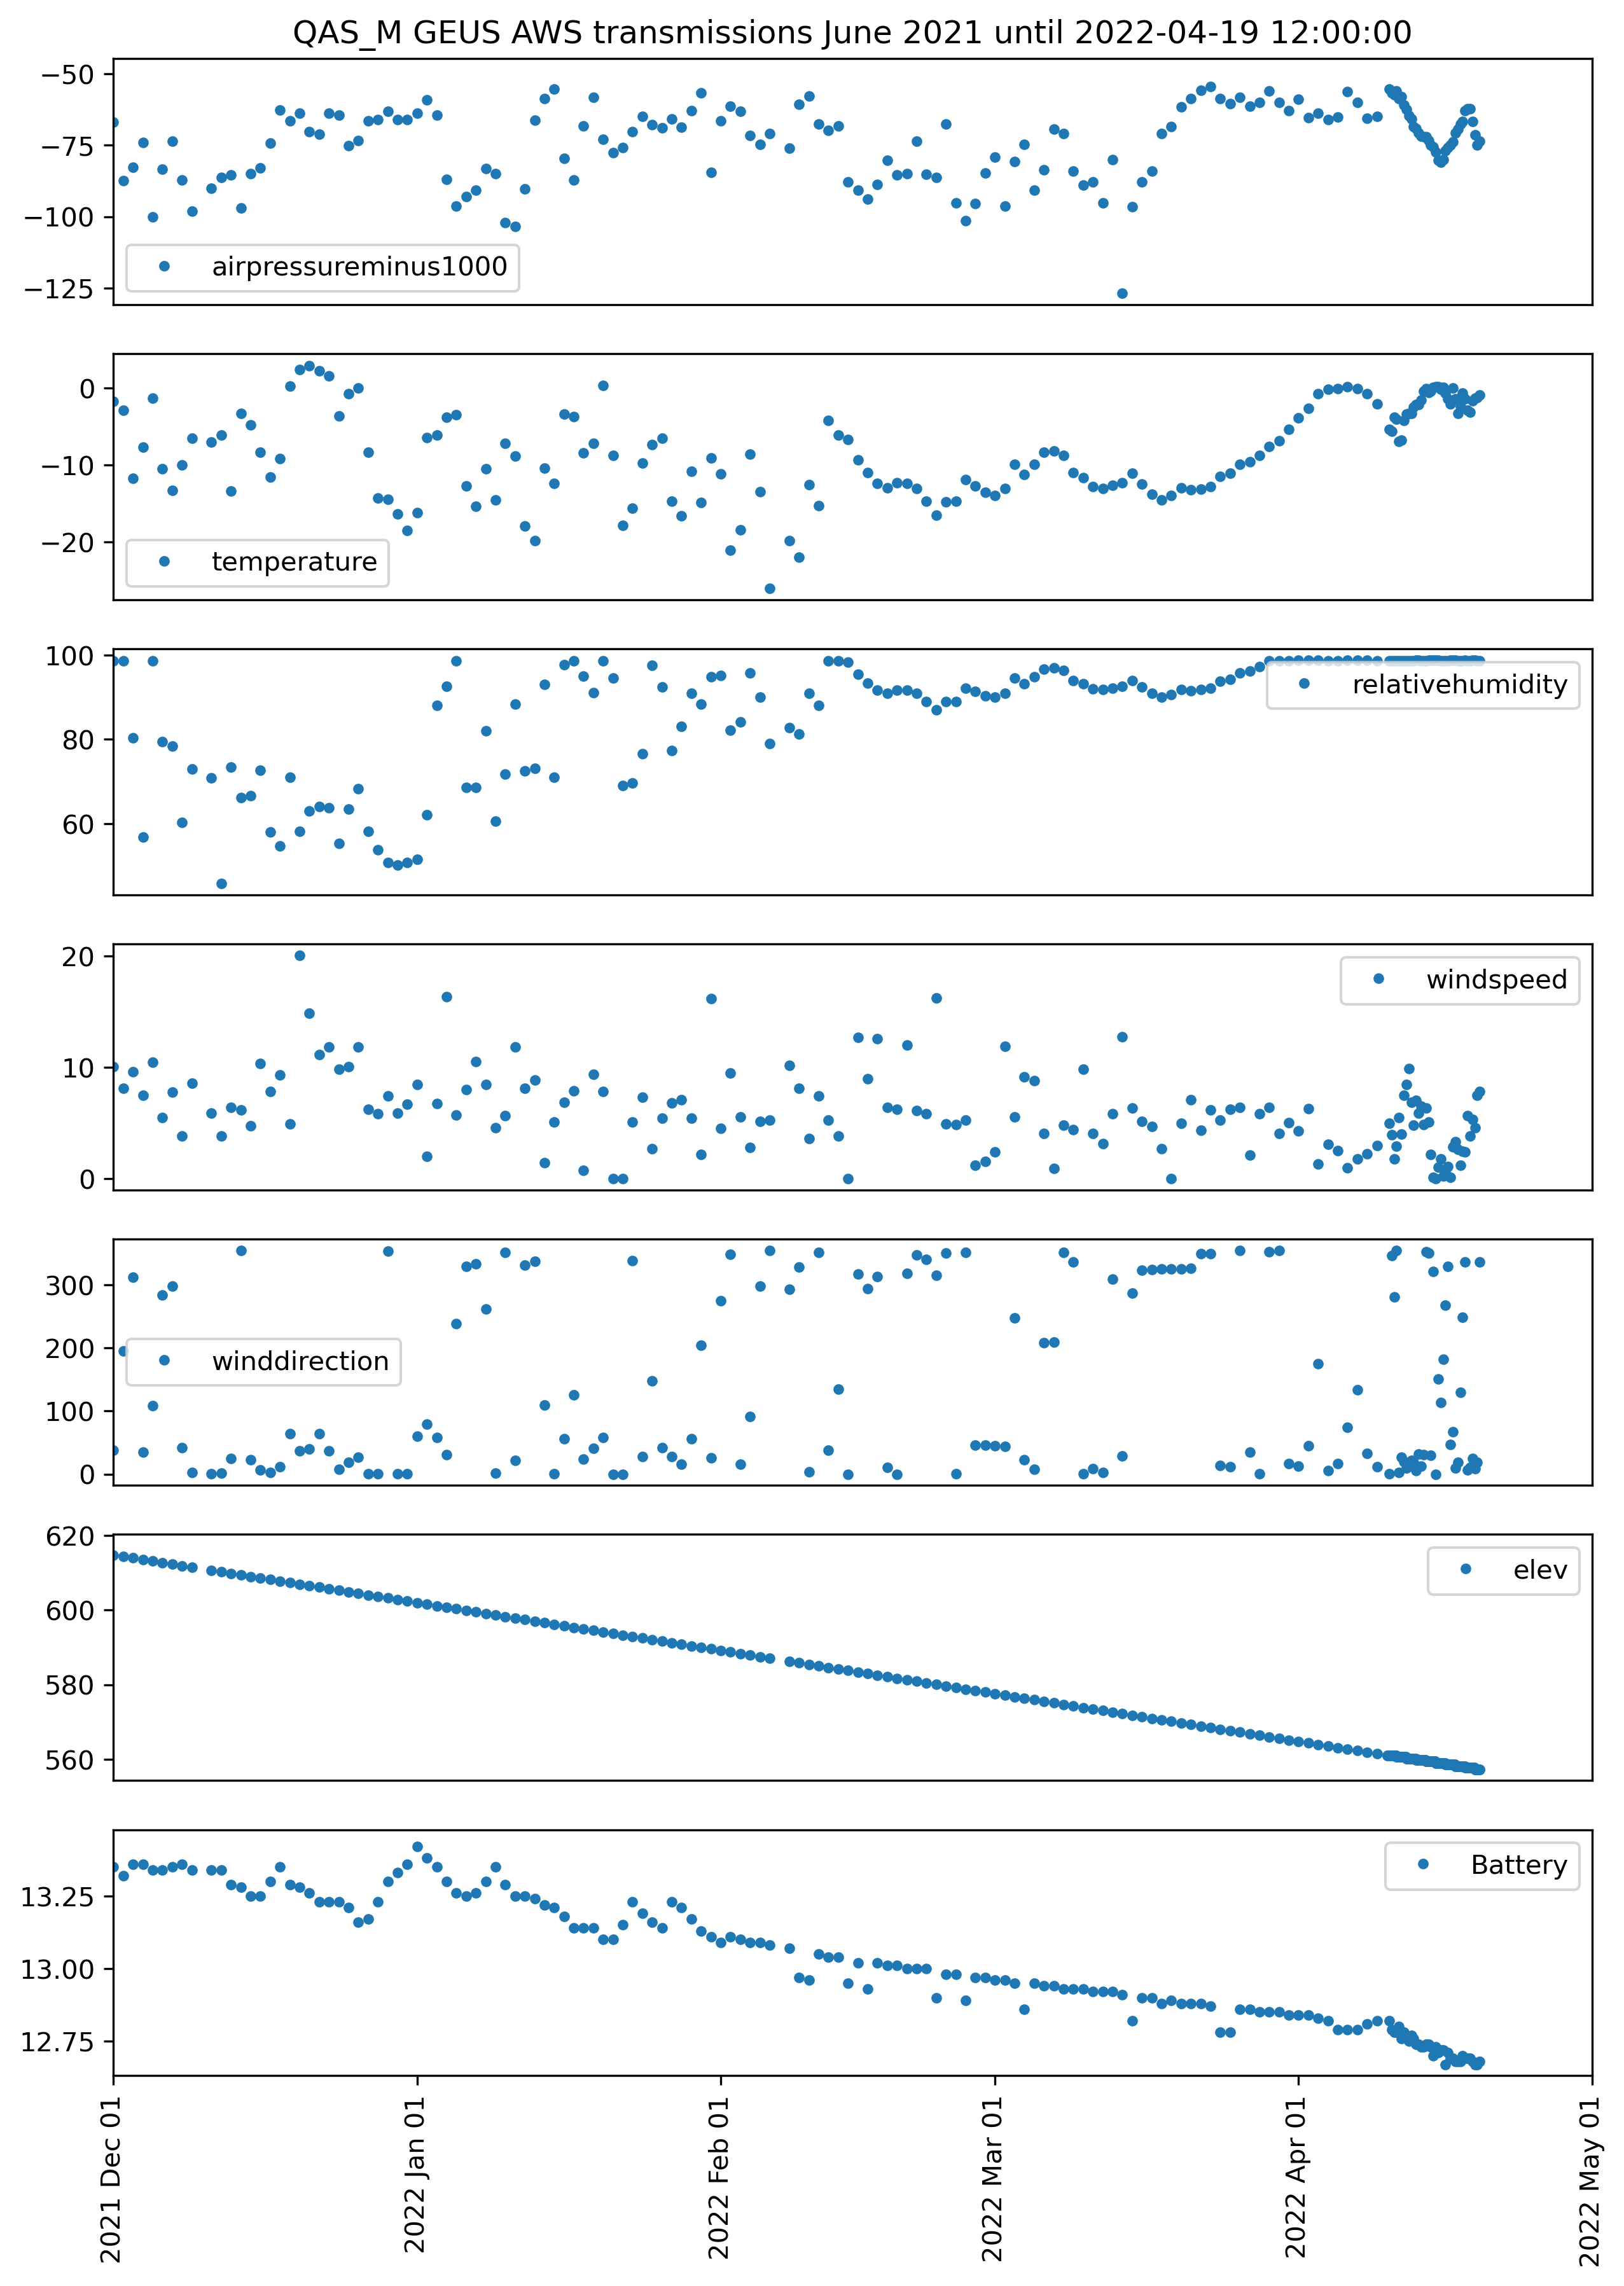 QAS_M GEUS AWS transmissions June 2021 until 2022-04-19 12:00:00
−50
−75
−100
−125
airpressureminus1000
0
−10
−20
temperature
100
80
60
relativehumidity
20
10
0
windspeed
300
200
100
0
winddirection
620
600
580
560
elev
13.25
13.00
12.75
Battery
2021 Dec 01
2022 Jan 01
2022 Feb 01
2022 Mar 01
2022 Apr 01
2022 May 01